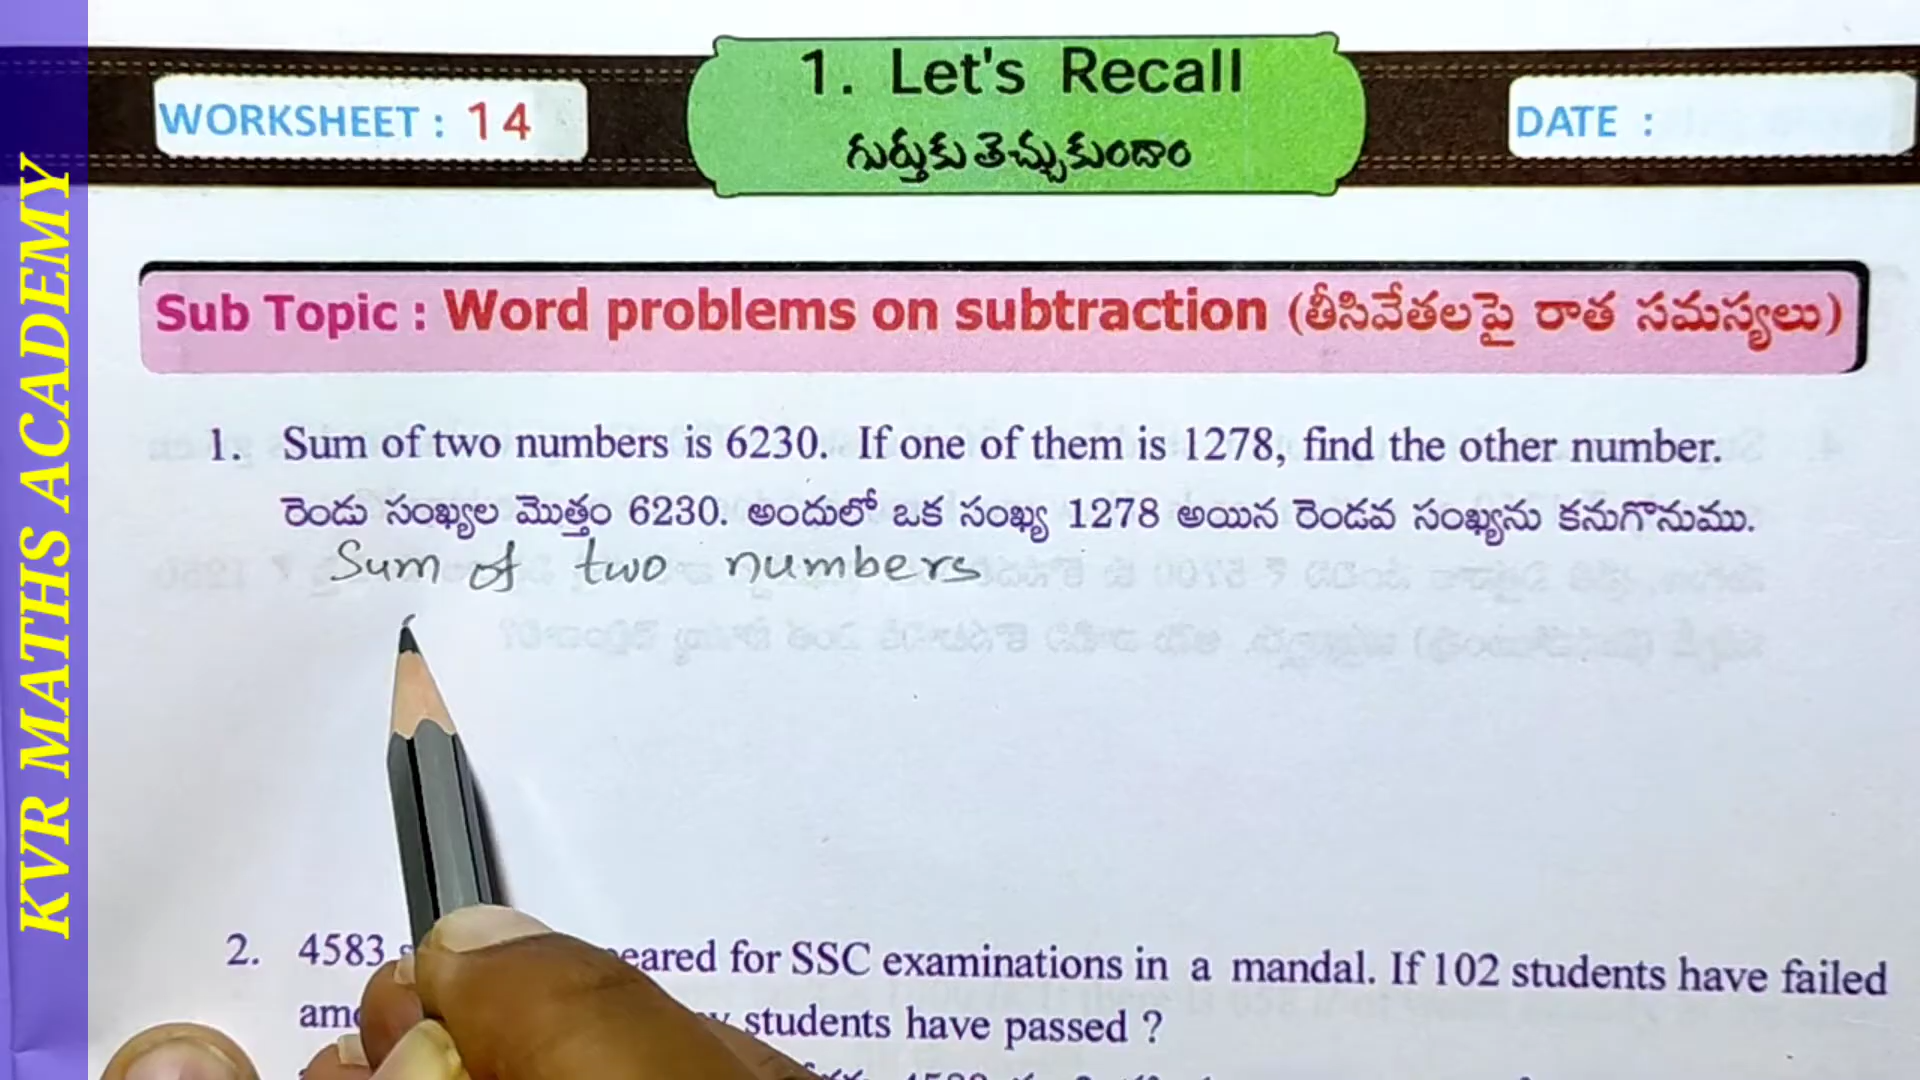 KVR MATHS ACADEMY
WORKSHEET : 14
1. Let's Recall
గుర్తుకు తెచ్చుకుందాం
DATE :
Sub Topic : Word problems on subtraction (తీసివేతలపై రాత సమస్యలు)
1. Sum of two numbers is 6230. If one of them is 1278, find the other number.
రెండు సంఖ్యల మొత్తం 6230. అందులో ఒక సంఖ్య 1278 అయిన రెండవ సంఖ్యను కనుగొనుము.
Sum of two numbers
2. 4583 for SSC examinations in a mandal. If 102 students have failed
students have passed ?